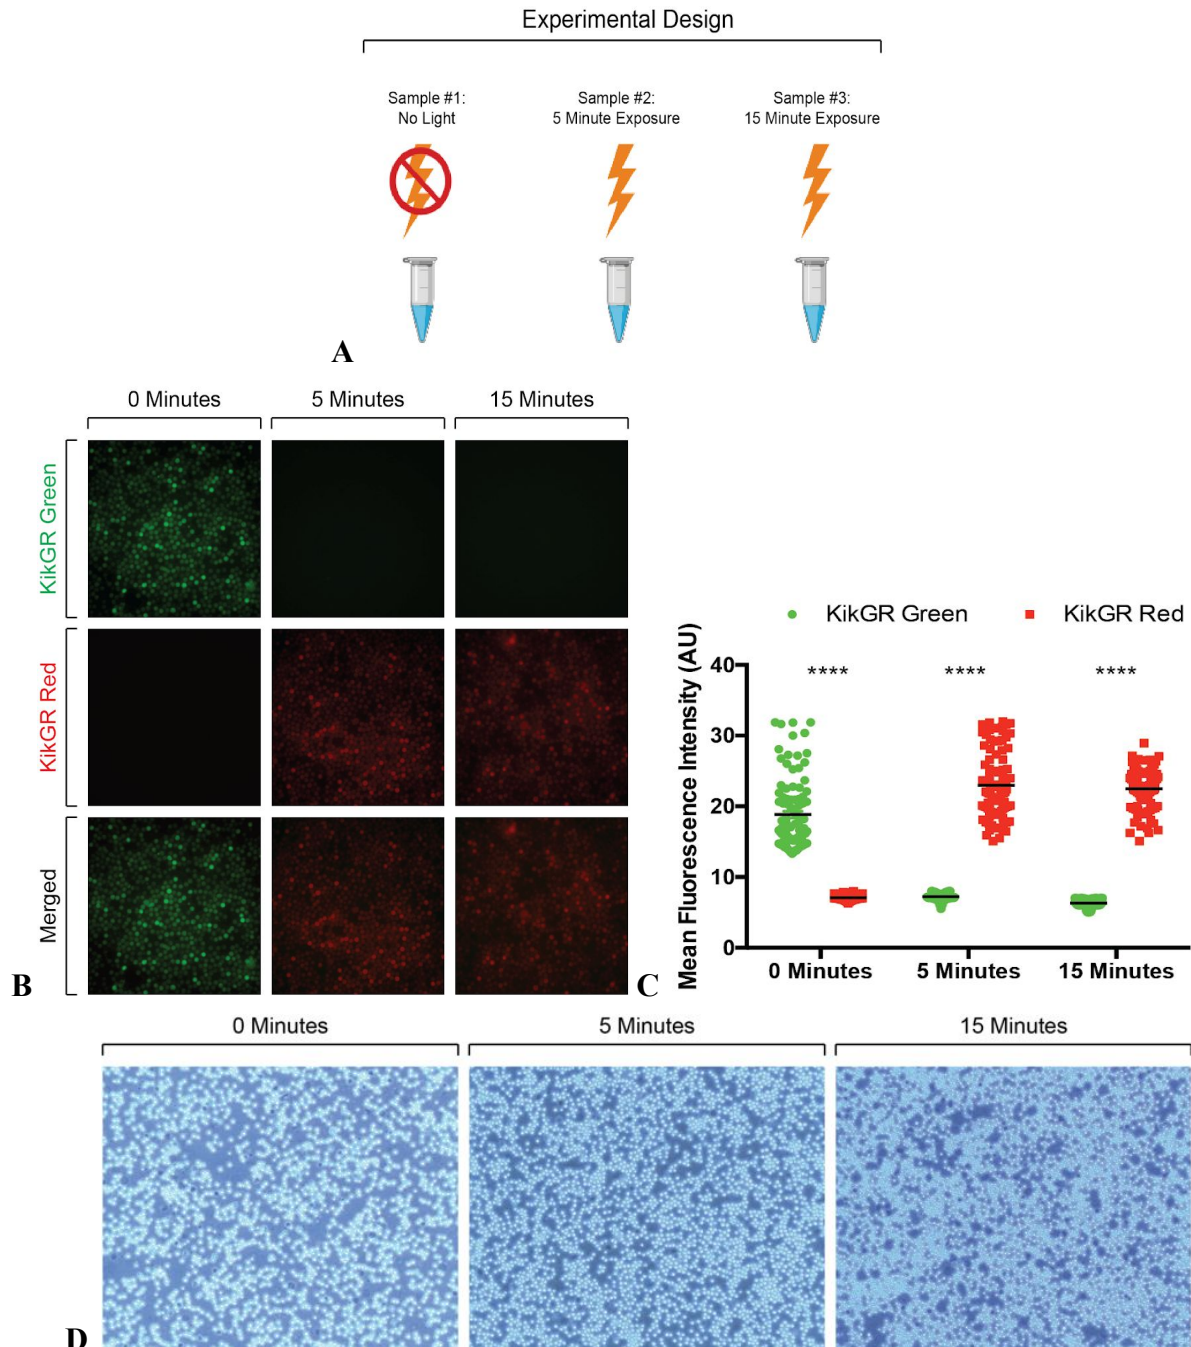 Experimental Design
Sample #1:
No Light
Sample #2:
5 Minute Exposure
Sample #3:
15 Minute Exposure
A
0 Minutes
5 Minutes
15 Minutes
KikGR Green
KikGR Red
Merged
B
KikGR Green
KikGR Red
Mean Fluorescence Intensity (AU)
40
30
20
10
0
****
****
****
0 Minutes
5 Minutes
15 Minutes
C
0 Minutes
5 Minutes
15 Minutes
D